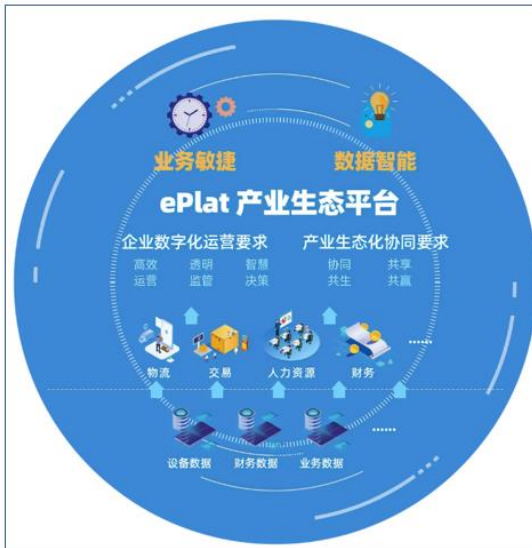 业务敏捷 数据智能
ePlat 产业生态平台
企业数字化运营要求 产业生态化协同要求
高效 透明 智慧 协同 共享
运营 监管 决策 共生 共赢
物流 交易 人力资源 财务 ······
设备数据 财务数据 业务数据 ······